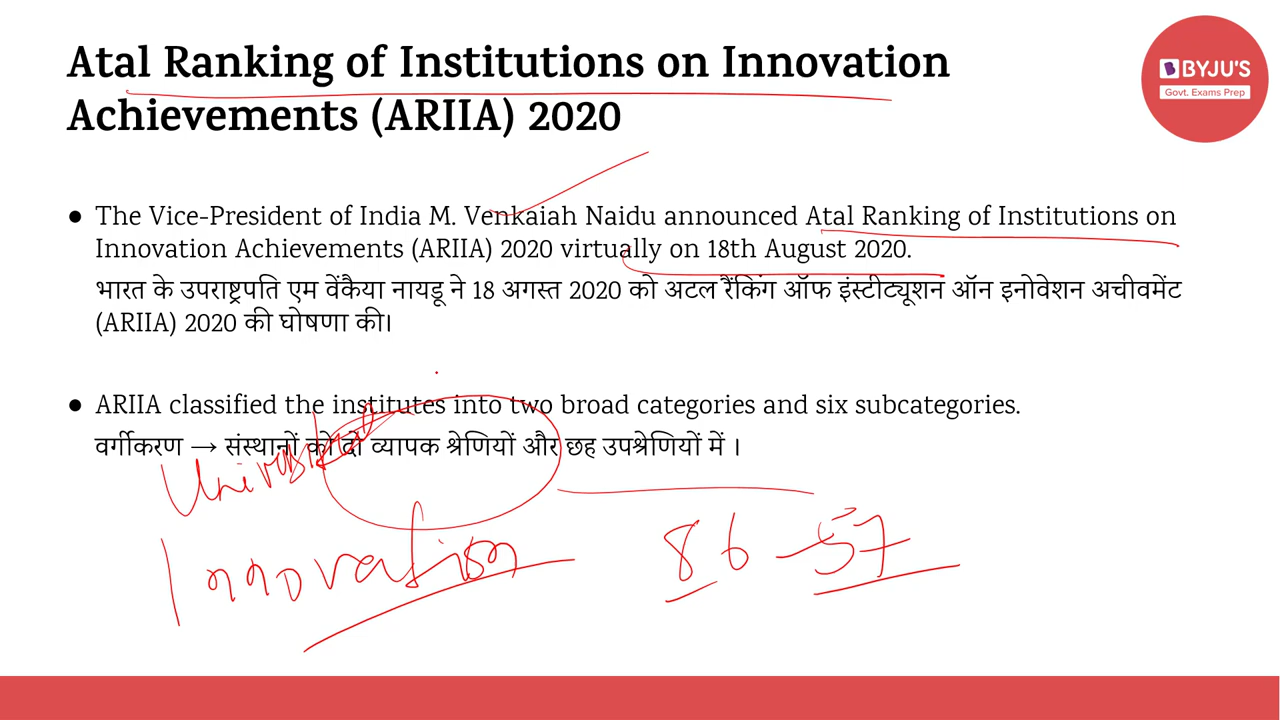 Atal Ranking of Institutions on Innovation
Achievements (ARIIA) 2020
BYJU'S
Govt. Exams Prep
● The Vice-President of India M. Venkaiah Naidu announced Atal Ranking of Institutions on
Innovation Achievements (ARIIA) 2020 virtually on 18th August 2020.
भारत के उपराष्ट्रपति एम वेंकैया नायडू ने 18 अगस्त 2020 को अटल रैंकिंग ऑफ इंस्टीट्यूशन ऑन इनोवेशन अचीवमेंट
(ARIIA) 2020 की घोषणा की।
● ARIIA classified the institutes into two broad categories and six subcategories.
वर्गीकरण → संस्थानों को दो व्यापक श्रेणियों और छह उपश्रेणियों में ।
Innovation 86 - 57